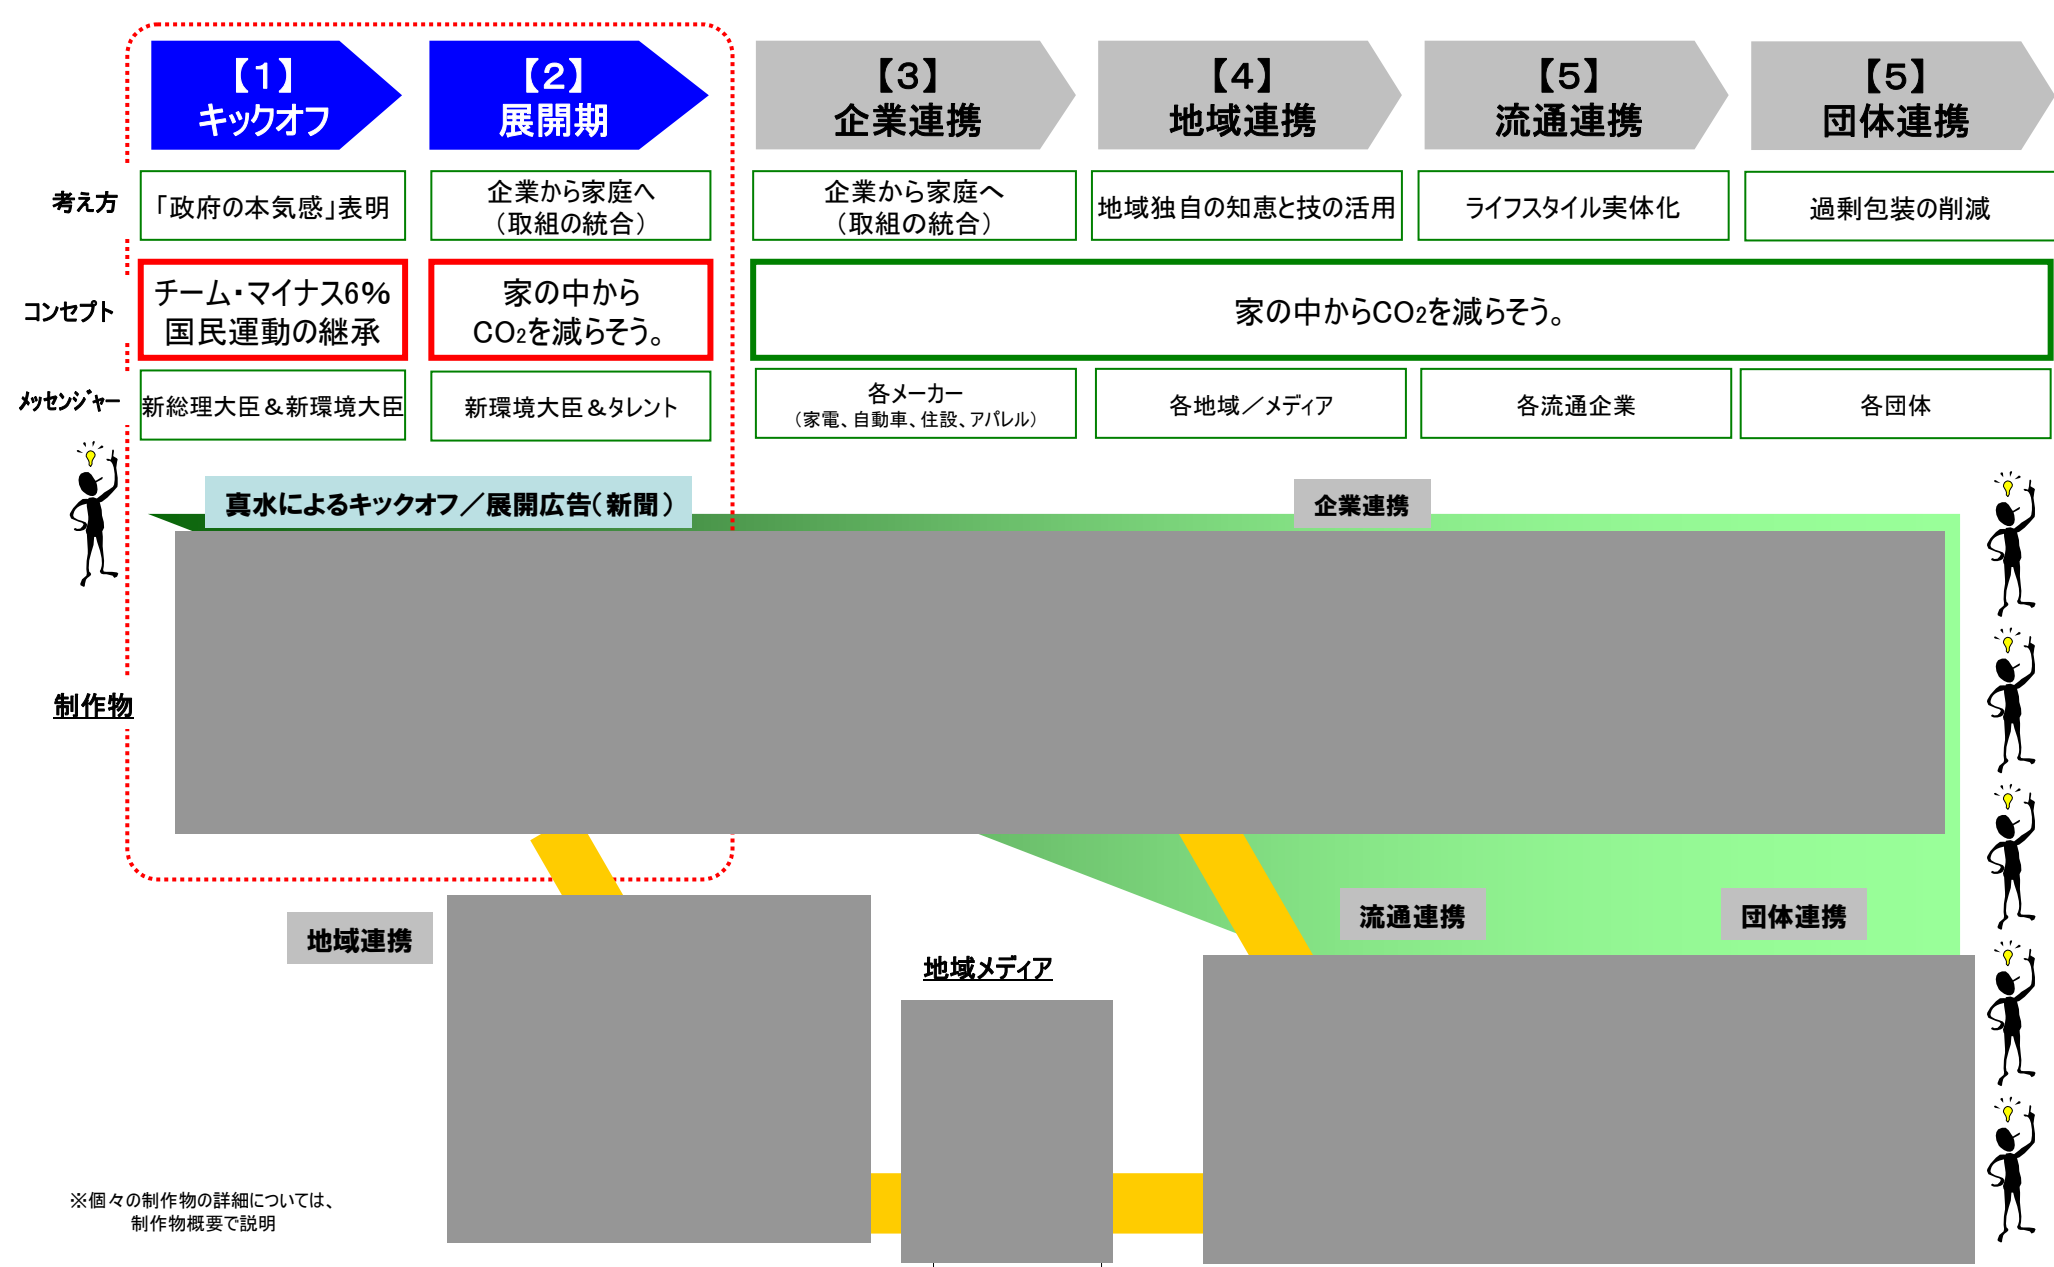 【１】
キックオフ
【２】
展開期
【３】
企業連携
【４】
地域連携
【５】
流通連携
【５】
団体連携
考え方
「政府の本気感」表明
企業から家庭へ
（取組の統合）
企業から家庭へ
（取組の統合）
地域独自の知恵と技の活用
ライフスタイル実体化
過剰包装の削減
コンセプト
チーム・マイナス6％
国民運動の継承
家の中から
CO2を減らそう。
家の中からCO2を減らそう。
メッセンジャー
新総理大臣＆新環境大臣
新環境大臣＆タレント
各メーカー
（家電、自動車、住設、アパレル）
各地域／メディア
各流通企業
各団体
真水によるキックオフ／展開広告（新聞）
企業連携
制作物
地域連携
流通連携
団体連携
地域メディア
※個々の制作物の詳細については、
制作物概要で説明